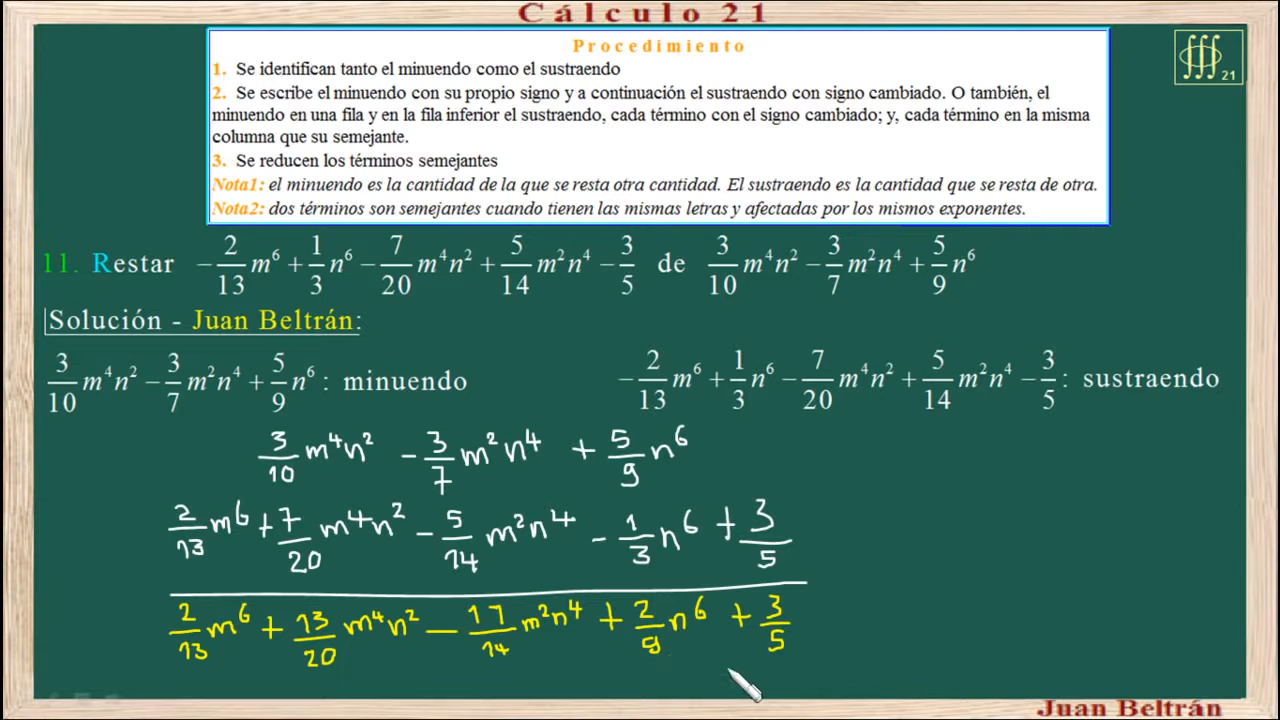 Cálculo 21
Procedimiento
1. Se identifican tanto el minuendo como el sustraendo
2. Se escribe el minuendo con su propio signo y a continuación el sustraendo con signo cambiado. O también, el
minuendo en una fila y en la fila inferior el sustraendo, cada término con el signo cambiado; y, cada término en la misma
columna que su semejante.
3. Se reducen los términos semejantes
Nota1: el minuendo es la cantidad de la que se resta otra cantidad. El sustraendo es la cantidad que se resta de otra.
Nota2: dos términos son semejantes cuando tienen las mismas letras y afectadas por los mismos exponentes.
∫∫∫ 21
11. Restar −2/13 m⁶ + 1/3 n⁶ − 7/20 m⁴n² + 5/14 m²n⁴ − 3/5 de 3/10 m⁴n² − 3/7 m²n⁴ + 5/9 n⁶
Solución - Juan Beltrán:
3/10 m⁴n² − 3/7 m²n⁴ + 5/9 n⁶ : minuendo
−2/13 m⁶ + 1/3 n⁶ − 7/20 m⁴n² + 5/14 m²n⁴ − 3/5 : sustraendo
3/10 m⁴n² − 3/7 m²n⁴ + 5/9 n⁶
2/13 m⁶ + 7/20 m⁴n² − 5/14 m²n⁴ − 1/3 n⁶ + 3/5
2/13 m⁶ + 13/20 m⁴n² − 17/14 m²n⁴ + 2/9 n⁶ + 3/5
Juan Beltrán